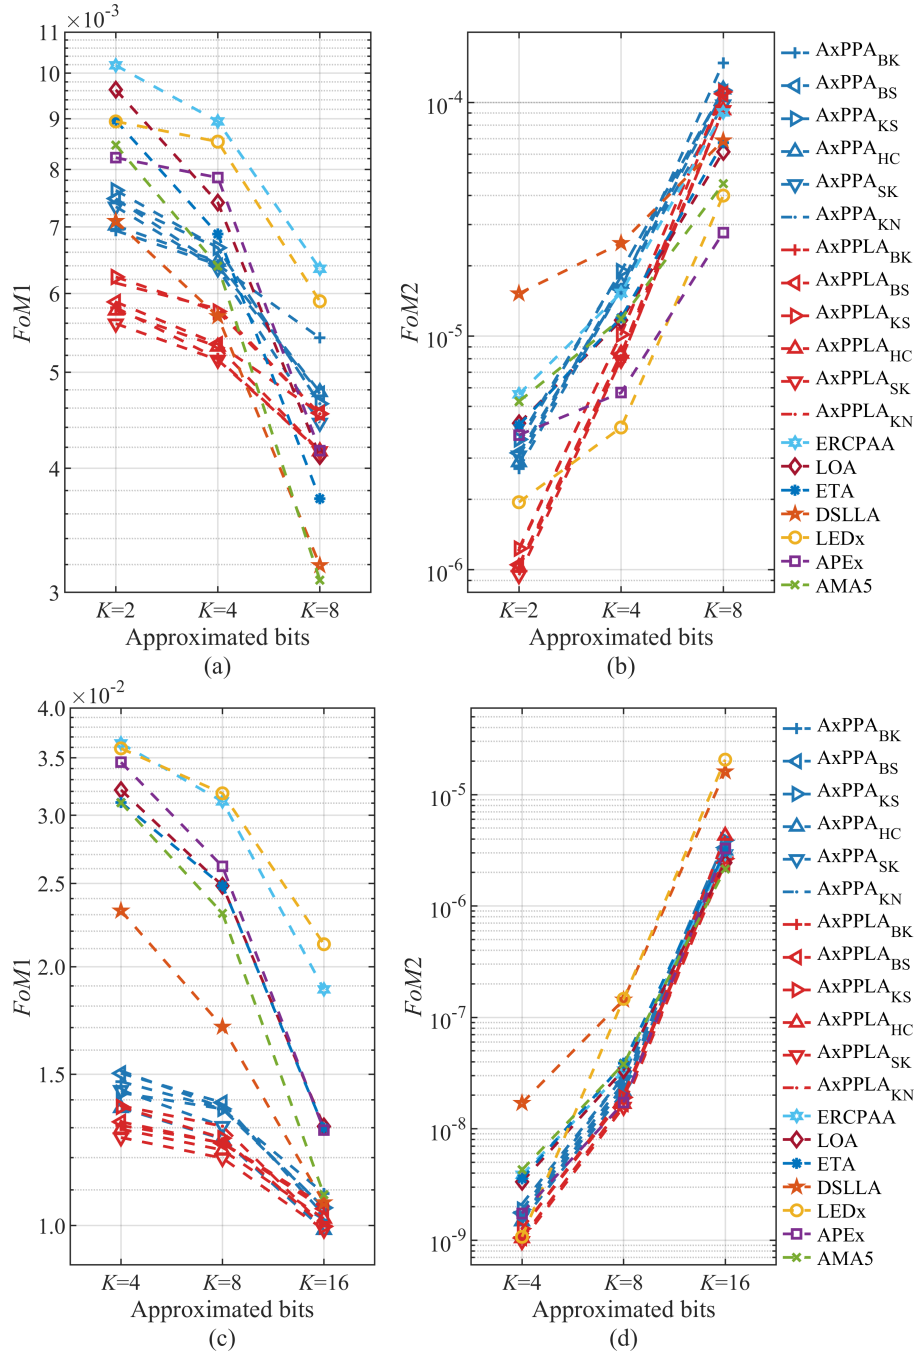 ×10⁻³
11
10
9
8
7
6
5
4
3
FoM1
K=2 K=4 K=8
Approximated bits
(a)
10⁻⁴
10⁻⁵
10⁻⁶
FoM2
K=2 K=4 K=8
Approximated bits
(b)
AxPPA_BK
AxPPA_BS
AxPPA_KS
AxPPA_HC
AxPPA_SK
AxPPA_KN
AxPPLA_BK
AxPPLA_BS
AxPPLA_KS
AxPPLA_HC
AxPPLA_SK
AxPPLA_KN
ERCPAA
LOA
ETA
DSLLA
LEDx
APEx
AMA5
×10⁻²
4.0
3.5
3.0
2.5
2.0
1.5
1.0
FoM1
K=4 K=8 K=16
Approximated bits
(c)
10⁻⁵
10⁻⁶
10⁻⁷
10⁻⁸
10⁻⁹
FoM2
K=4 K=8 K=16
Approximated bits
(d)
AxPPA_BK
AxPPA_BS
AxPPA_KS
AxPPA_HC
AxPPA_SK
AxPPA_KN
AxPPLA_BK
AxPPLA_BS
AxPPLA_KS
AxPPLA_HC
AxPPLA_SK
AxPPLA_KN
ERCPAA
LOA
ETA
DSLLA
LEDx
APEx
AMA5